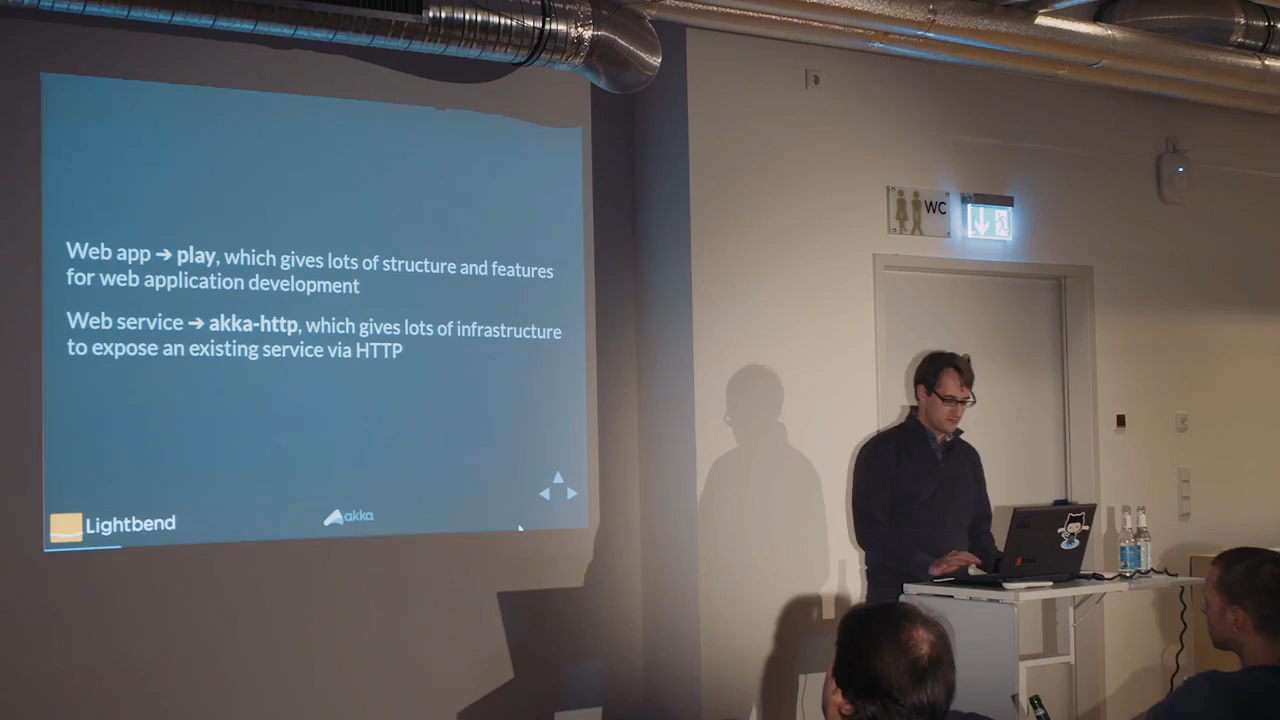 Web app ➔ play, which gives lots of structure and features
for web application development
Web service ➔ akka-http, which gives lots of infrastructure
to expose an existing service via HTTP
Lightbend
akka
WC